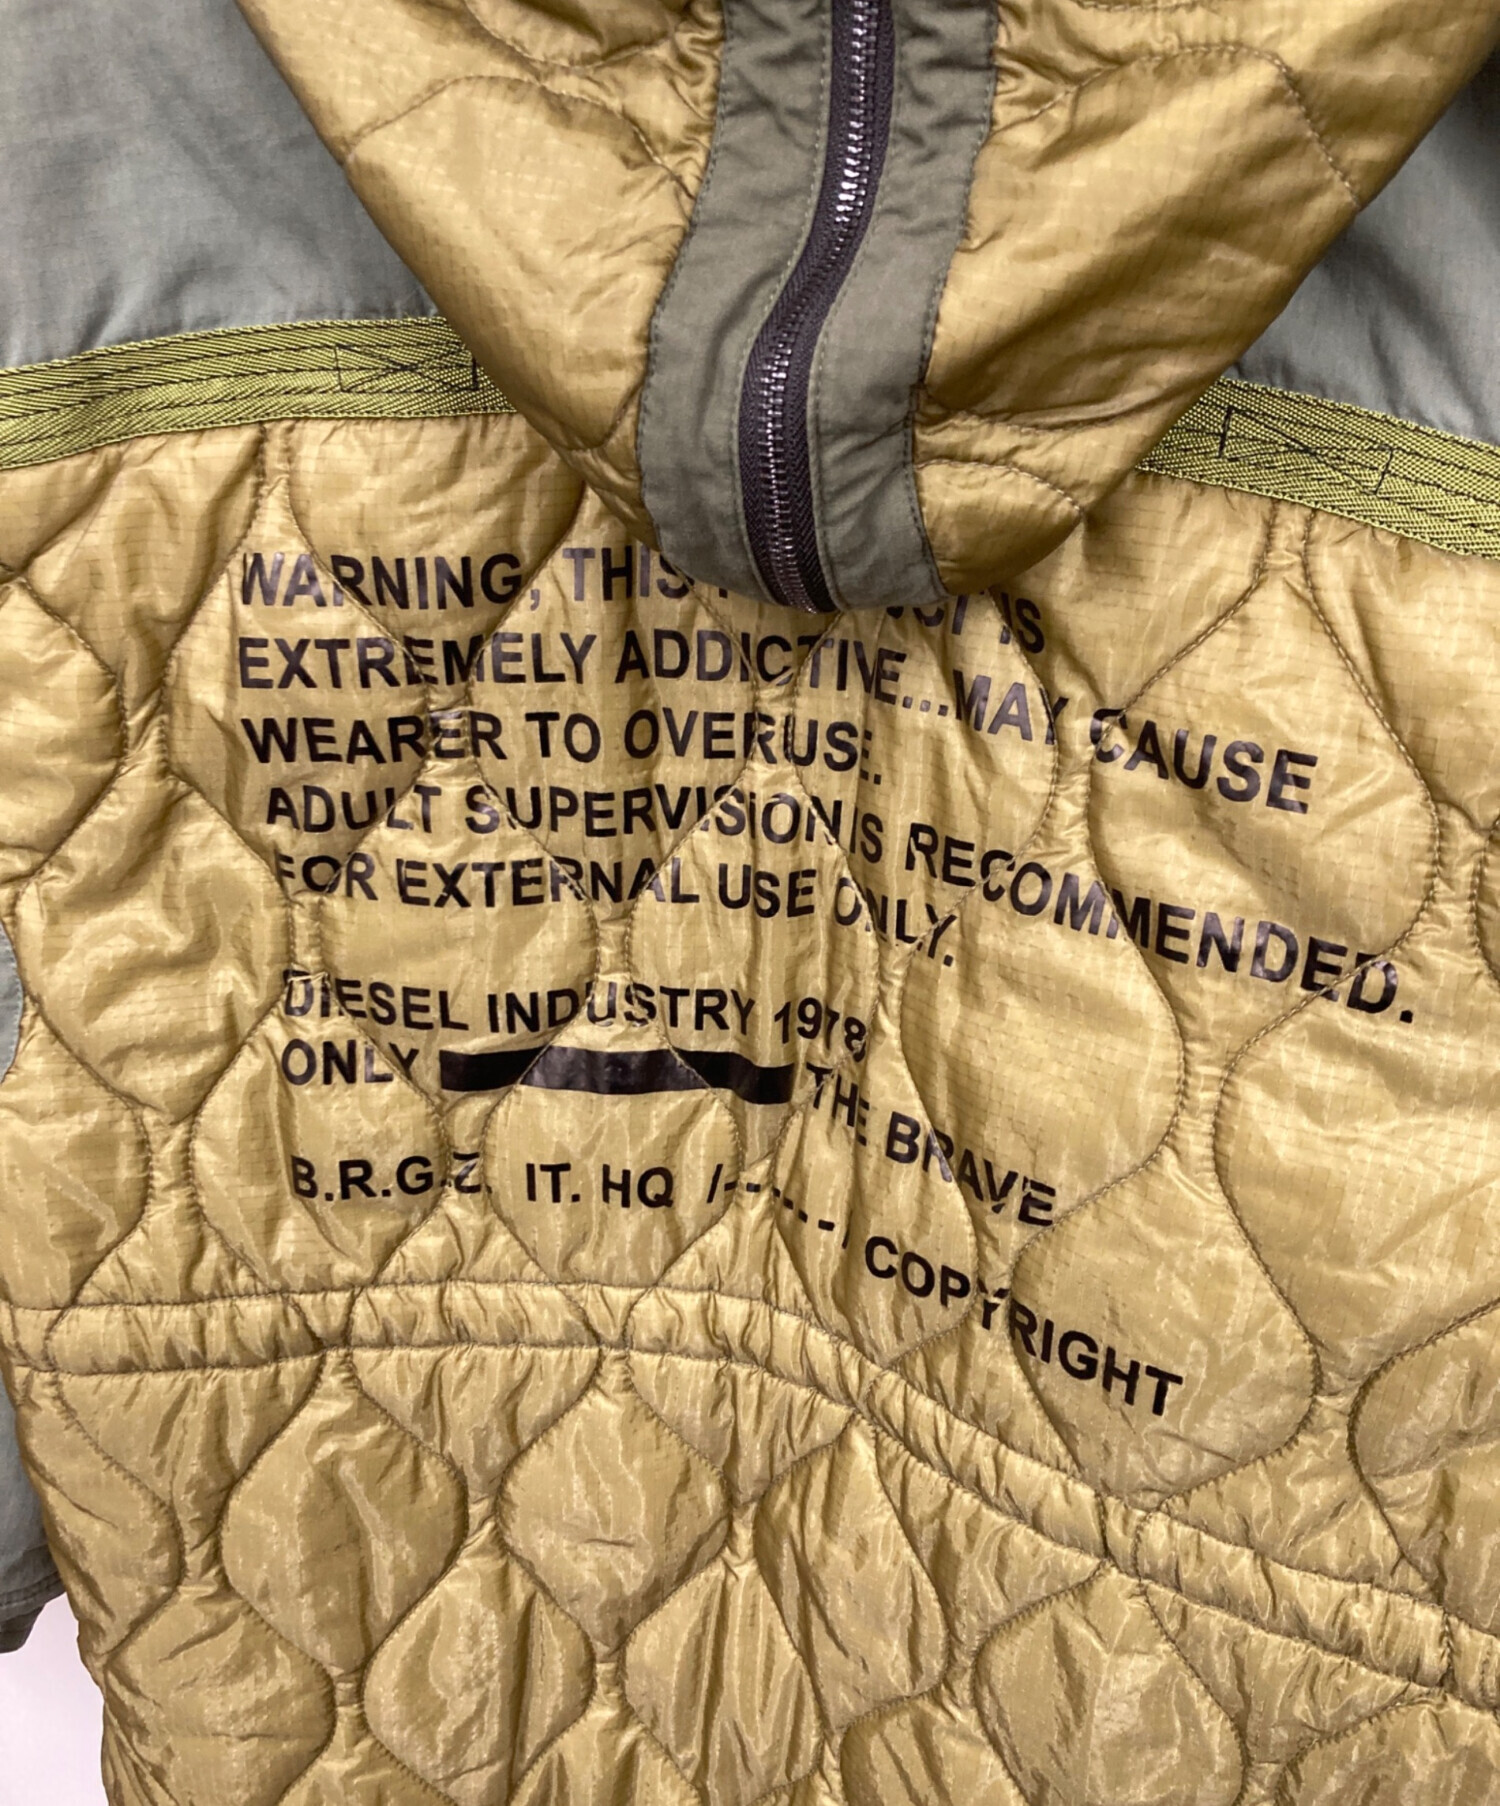 WARNING, THIS IS
EXTREMELY ADDICTIVE...MAY CAUSE
WEARER TO OVERUSE.
ADULT SUPERVISION IS RECOMMENDED.
FOR EXTERNAL USE ONLY.
DIESEL INDUSTRY 1978
ONLY THE BRAVE
B.R.G.Z. IT. HQ /------/ COPYRIGHT